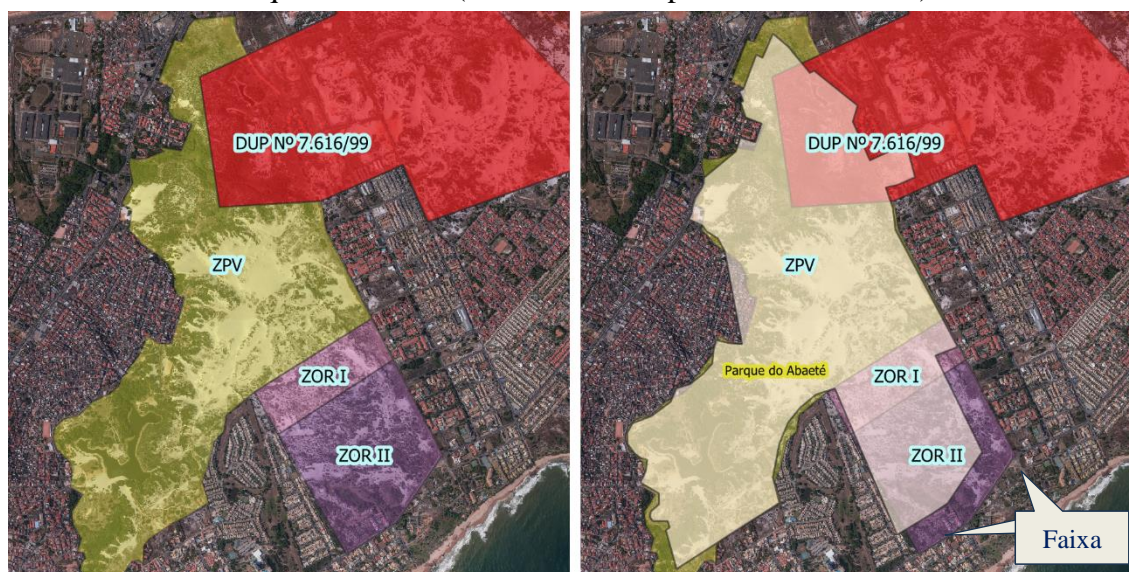 DUP Nº 7.616/99
ZPV
ZOR I
ZOR II
DUP Nº 7.616/99
ZPV
Parque do Abaeté
ZOR I
ZOR II
Faixa